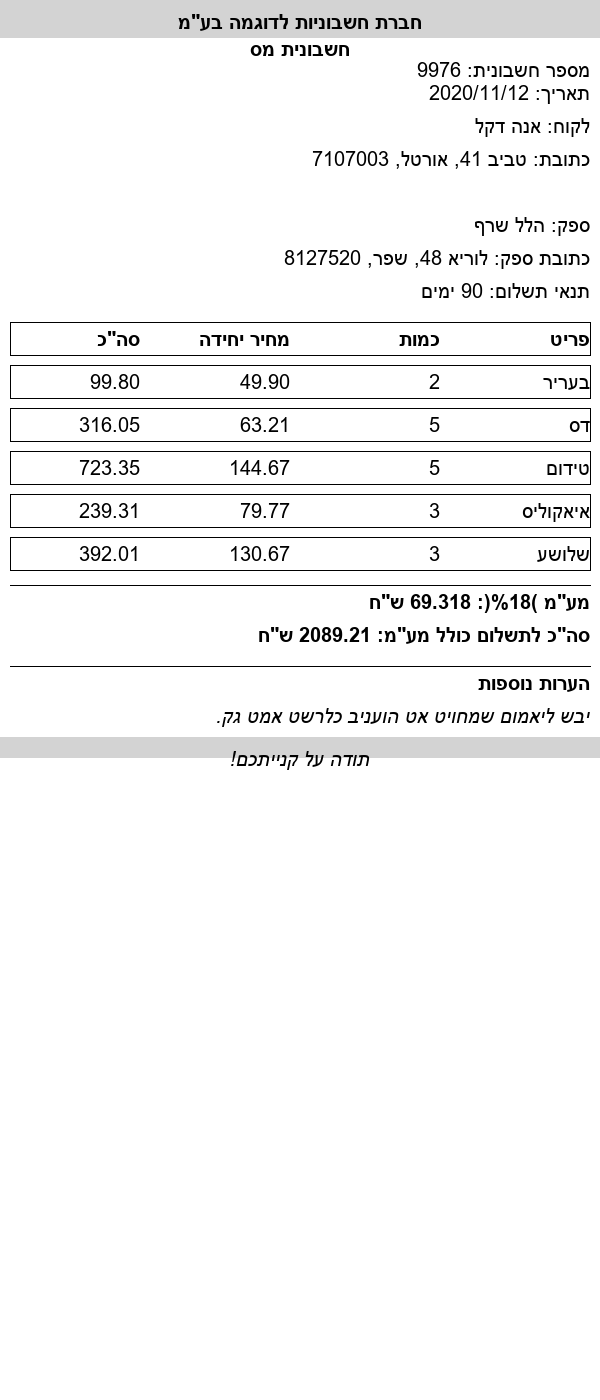 חברת חשבוניות לדוגמה בע"מ
חשבונית מס
מספר חשבונית: 9976
תאריך: 2020/11/12
לקוח: אנה דקל
כתובת: טביב 41, אורטל, 7107003
ספק: הלל שרף
כתובת ספק: לוריא 48, שפר, 8127520
תנאי תשלום: 90 ימים
פריט כמות מחיר יחידה סה"כ
בעריר 2 49.90 99.80
דס 5 63.21 316.05
טידום 5 144.67 723.35
איאקוליס 3 79.77 239.31
שלושע 3 130.67 392.01
מע"מ )18%(: 69.318 ש"ח
סה"כ לתשלום כולל מע"מ: 2089.21 ש"ח
הערות נוספות
יבש ליאמום שמחויט אט הועניב כלרשט אמט גק.
תודה על קנייתכם!